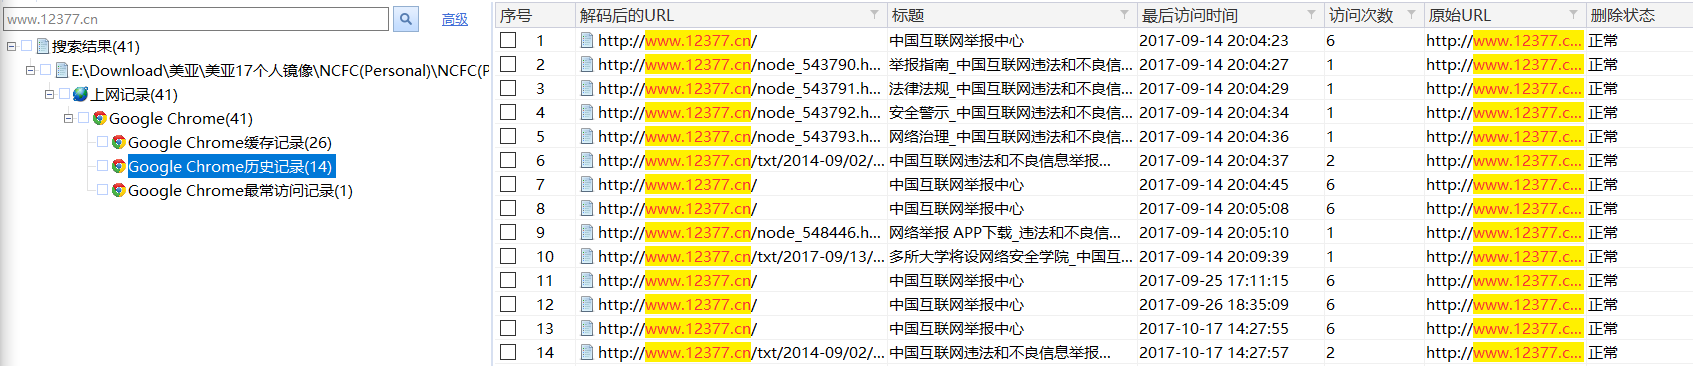 www.12377.cn 高级
搜索结果(41)
E:\Download\美亚\美亚17个人镜像\NCFC(Personal)\NCFC(P
上网记录(41)
Google Chrome(41)
Google Chrome缓存记录(26)
Google Chrome历史记录(14)
Google Chrome最常访问记录(1)
序号 解码后的URL 标题 最后访问时间 访问次数 原始URL 删除状态
1 http://www.12377.cn/ 中国互联网举报中心 2017-09-14 20:04:23 6 http://www.12377.c... 正常
2 http://www.12377.cn/node_543790.h... 举报指南_中国互联网违法和不良信... 2017-09-14 20:04:27 1 http://www.12377.c... 正常
3 http://www.12377.cn/node_543791.h... 法律法规_中国互联网违法和不良信... 2017-09-14 20:04:29 1 http://www.12377.c... 正常
4 http://www.12377.cn/node_543792.h... 安全警示_中国互联网违法和不良信... 2017-09-14 20:04:34 1 http://www.12377.c... 正常
5 http://www.12377.cn/node_543793.h... 网络治理_中国互联网违法和不良信... 2017-09-14 20:04:36 1 http://www.12377.c... 正常
6 http://www.12377.cn/txt/2014-09/02/... 中国互联网违法和不良信息举报... 2017-09-14 20:04:37 2 http://www.12377.c... 正常
7 http://www.12377.cn/ 中国互联网举报中心 2017-09-14 20:04:45 6 http://www.12377.c... 正常
8 http://www.12377.cn/ 中国互联网举报中心 2017-09-14 20:05:08 6 http://www.12377.c... 正常
9 http://www.12377.cn/node_548446.h... 网络举报 APP下载_违法和不良信... 2017-09-14 20:05:10 1 http://www.12377.c... 正常
10 http://www.12377.cn/txt/2017-09/13/... 多所大学将设网络安全学院_中国互... 2017-09-14 20:09:39 1 http://www.12377.c... 正常
11 http://www.12377.cn/ 中国互联网举报中心 2017-09-25 17:11:15 6 http://www.12377.c... 正常
12 http://www.12377.cn/ 中国互联网举报中心 2017-09-26 18:35:09 6 http://www.12377.c... 正常
13 http://www.12377.cn/ 中国互联网举报中心 2017-10-17 14:27:55 6 http://www.12377.c... 正常
14 http://www.12377.cn/txt/2014-09/02/... 中国互联网违法和不良信息举报... 2017-10-17 14:27:57 2 http://www.12377.c... 正常